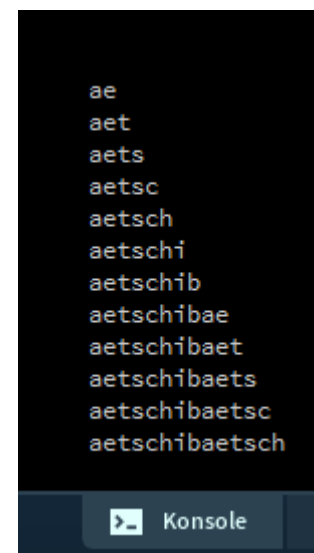 ae
aet
aets
aetsc
aetsch
aetschi
aetschib
aetschibae
aetschibaet
aetschibaets
aetschibaetsc
aetschibaetsch
>_ Konsole